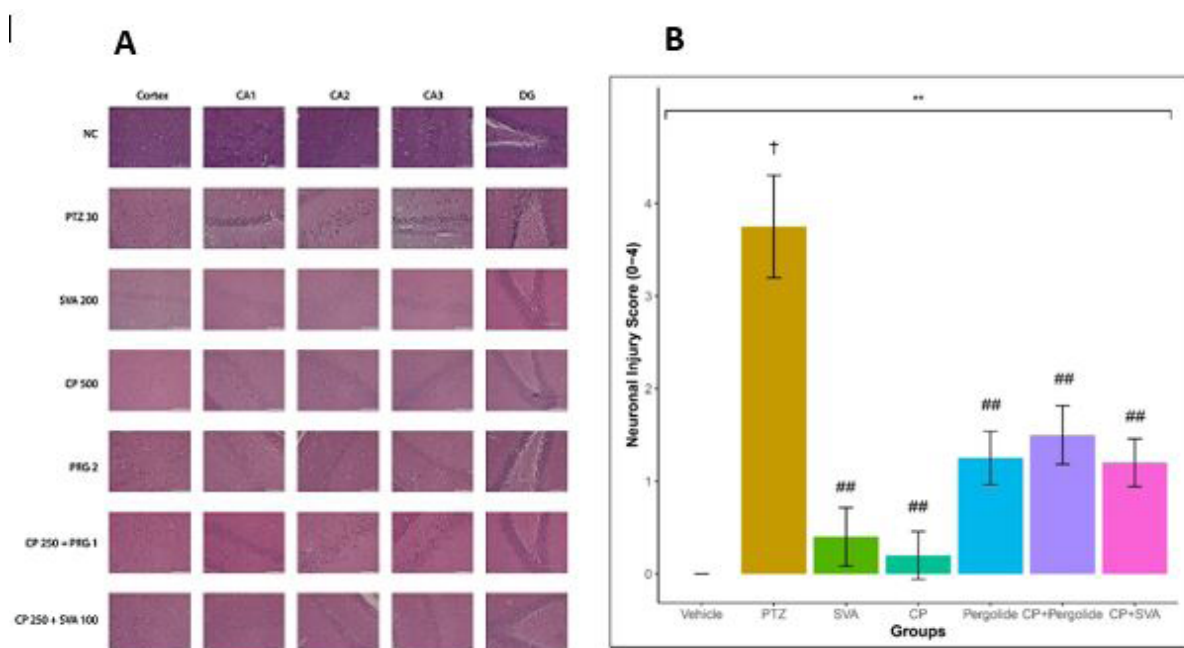 A
Cortex CA1 CA2 CA3 DG
NC
PTZ 30
SVA 200
CP 500
PRG 2
CP 250 + PRG 1
CP 250 + SVA 100
B
**
†
##
##
##
##
##
Neuronal Injury Score (0–4)
4
3
2
1
0
Vehicle PTZ SVA CP Pergolide CP+Pergolide CP+SVA
Groups